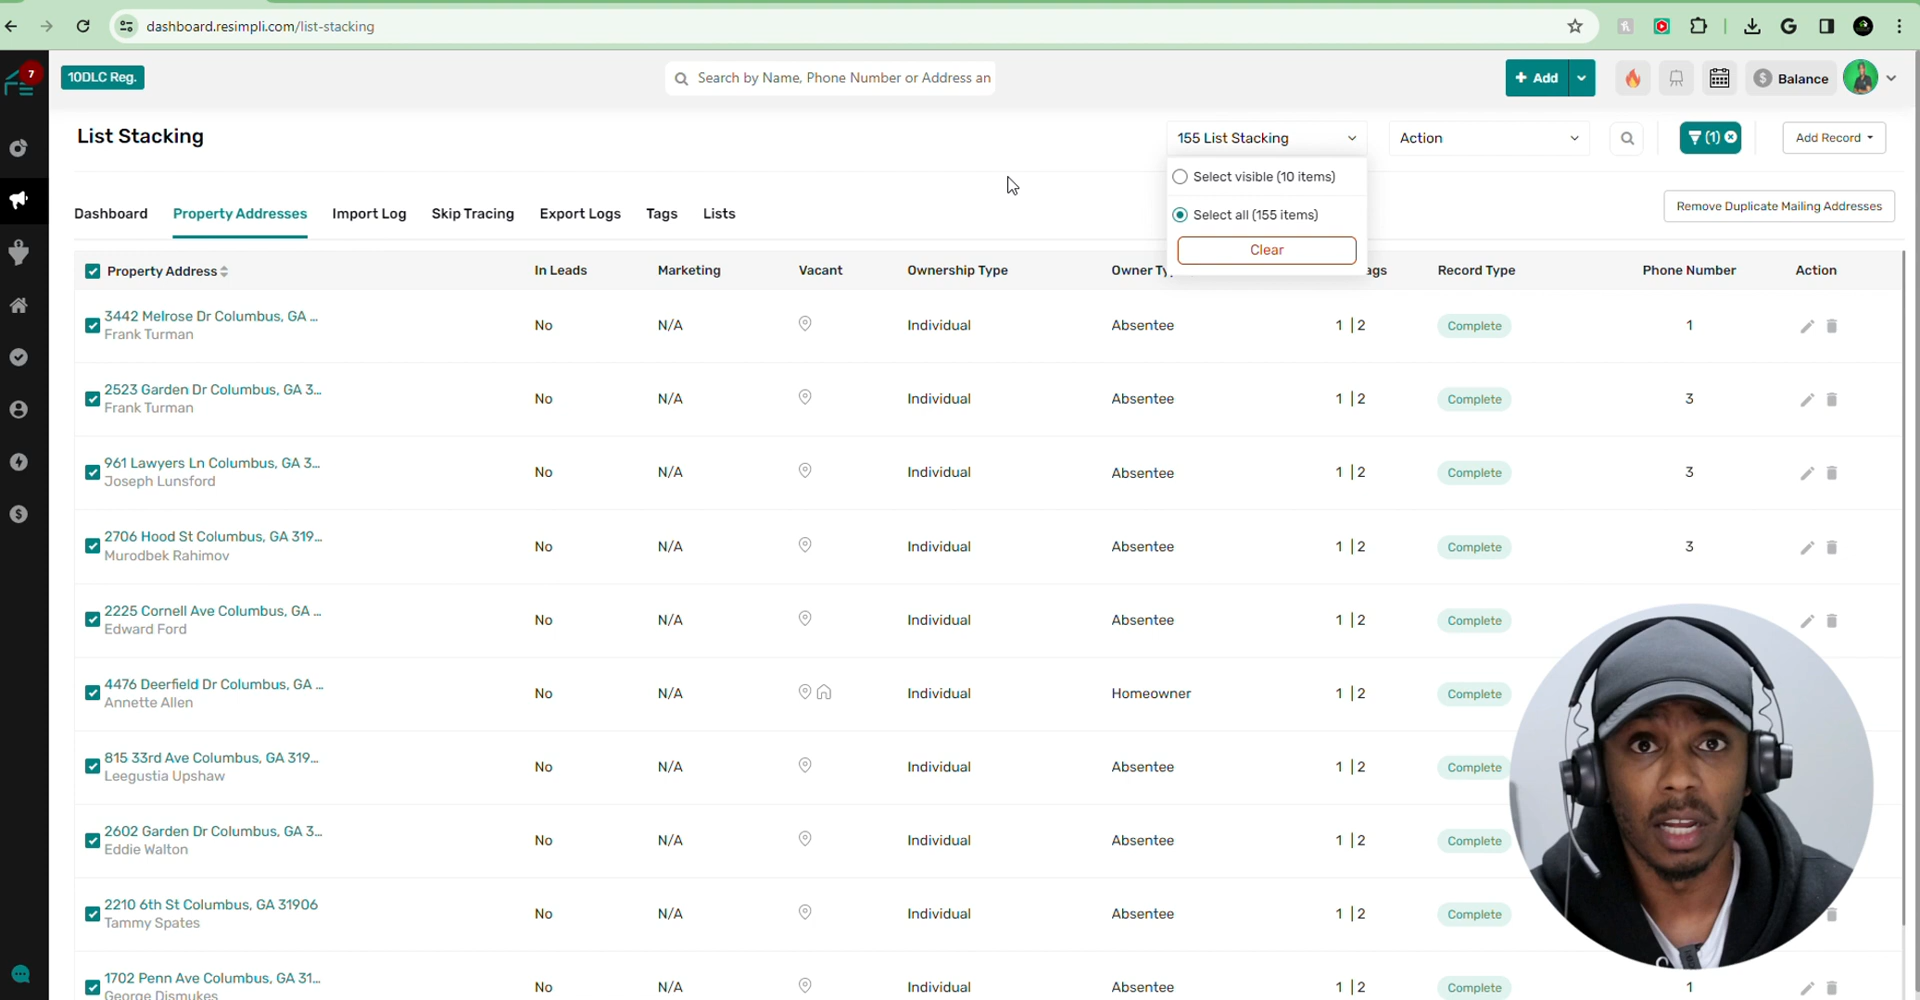 dashboard.resimpli.com/list-stacking
7
10DLC Reg.
Search by Name, Phone Number or Address an
Add
Balance
List Stacking
155 List Stacking
Action
(1)
Add Record
Select visible (10 items)
Select all (155 items)
Clear
Remove Duplicate Mailing Addresses
Dashboard Property Addresses Import Log Skip Tracing Export Logs Tags Lists
Property Address In Leads Marketing Vacant Ownership Type Owner Record Type Phone Number Action
3442 Melrose Dr Columbus, GA ...
Frank Turman
No N/A Individual Absentee 1 | 2 Complete 1
2523 Garden Dr Columbus, GA 3...
Frank Turman
No N/A Individual Absentee 1 | 2 Complete 3
961 Lawyers Ln Columbus, GA 3...
Joseph Lunsford
No N/A Individual Absentee 1 | 2 Complete 3
2706 Hood St Columbus, GA 319...
Murodbek Rahimov
No N/A Individual Absentee 1 | 2 Complete 3
2225 Cornell Ave Columbus, GA ...
Edward Ford
No N/A Individual Absentee 1 | 2 Complete
4476 Deerfield Dr Columbus, GA ...
Annette Allen
No N/A Individual Homeowner 1 | 2 Complete
815 33rd Ave Columbus, GA 319...
Leegustia Upshaw
No N/A Individual Absentee 1 | 2 Complete
2602 Garden Dr Columbus, GA 3...
Eddie Walton
No N/A Individual Absentee 1 | 2 Complete
2210 6th St Columbus, GA 31906
Tammy Spates
No N/A Individual Absentee 1 | 2 Complete
1702 Penn Ave Columbus, GA 31...
George Dismukes
No N/A Individual Absentee 1 | 2 Complete 1